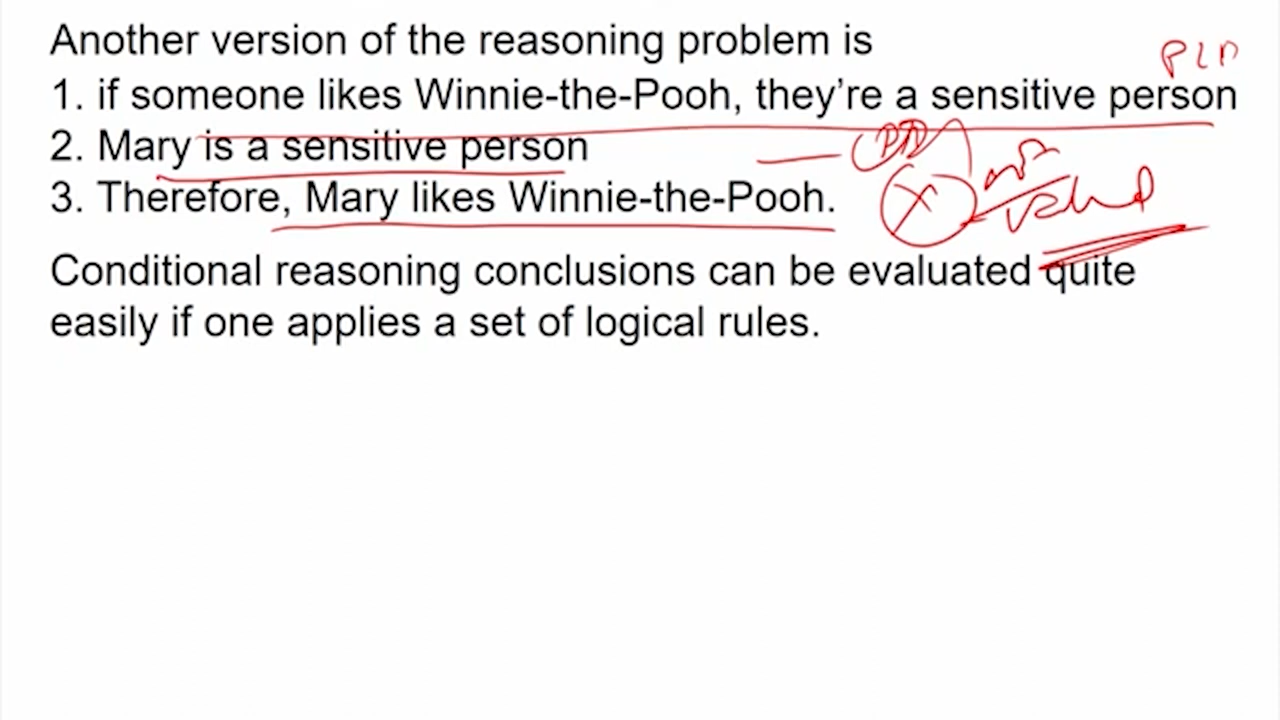 Another version of the reasoning problem is
1. if someone likes Winnie-the-Pooh, they're a sensitive person
2. Mary is a sensitive person
3. Therefore, Mary likes Winnie-the-Pooh.
not
valid
Conditional reasoning conclusions can be evaluated quite
easily if one applies a set of logical rules.